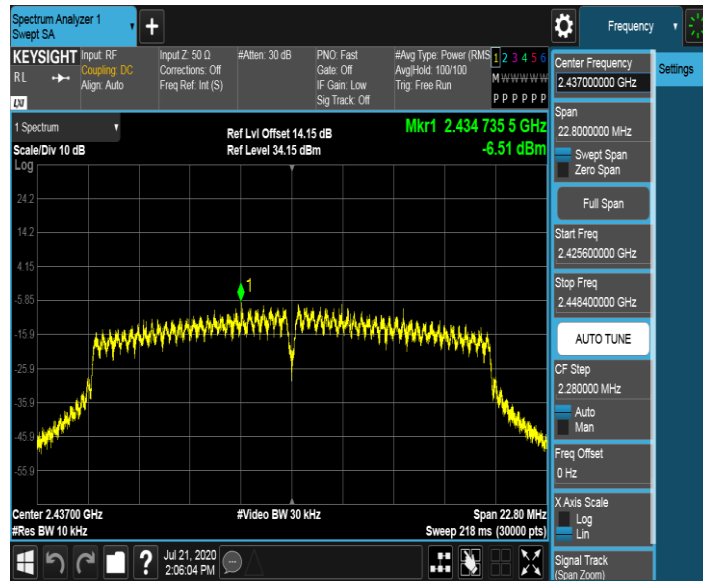 Spectrum Analyzer 1
Swept SA
+
Frequency
KEYSIGHT
RL
LXI
Input: RF
Coupling: DC
Align: Auto
Input Z: 50 Ω
Corrections: Off
Freq Ref: Int (S)
#Atten: 30 dB
PNO: Fast
Gate: Off
IF Gain: Low
Sig Track: Off
#Avg Type: Power (RMS
Avg|Hold: 100/100
Trig: Free Run
1 2 3 4 5 6
M W W W W W
P P P P P P
Center Frequency
2.437000000 GHz
Settings
Span
22.8000000 MHz
Swept Span
Zero Span
Full Span
Start Freq
2.425600000 GHz
Stop Freq
2.448400000 GHz
AUTO TUNE
CF Step
2.280000 MHz
Auto
Man
Freq Offset
0 Hz
X Axis Scale
Log
Lin
Signal Track
(Span Zoom)
1 Spectrum
Scale/Div 10 dB
Log
Ref Lvl Offset 14.15 dB
Ref Level 34.15 dBm
Mkr1 2.434 735 5 GHz
-6.51 dBm
24.2
14.2
4.15
-5.85
-15.9
-25.9
-35.9
-45.9
-55.9
1
Center 2.43700 GHz
#Res BW 10 kHz
#Video BW 30 kHz
Span 22.80 MHz
Sweep 218 ms (30000 pts)
?
Jul 21, 2020
2:06:04 PM